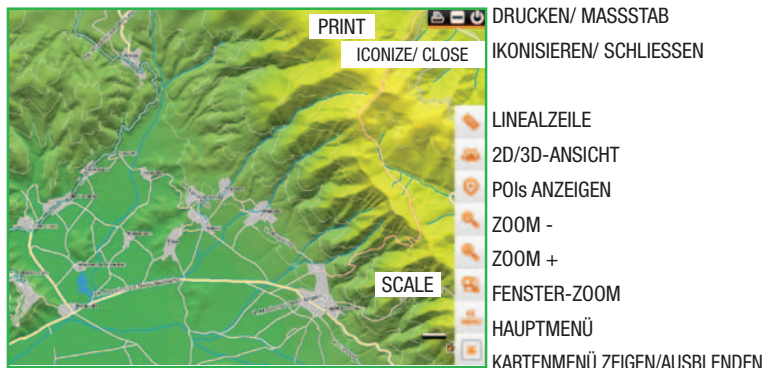 PRINT
DRUCKEN/ MASSSTAB
ICONIZE/ CLOSE
IKONISIEREN/ SCHLIESSEN
LINEALZEILE
2D/3D-ANSICHT
POIs ANZEIGEN
ZOOM -
ZOOM +
SCALE
FENSTER-ZOOM
HAUPTMENÜ
KARTENMENÜ ZEIGEN/AUSBLENDEN